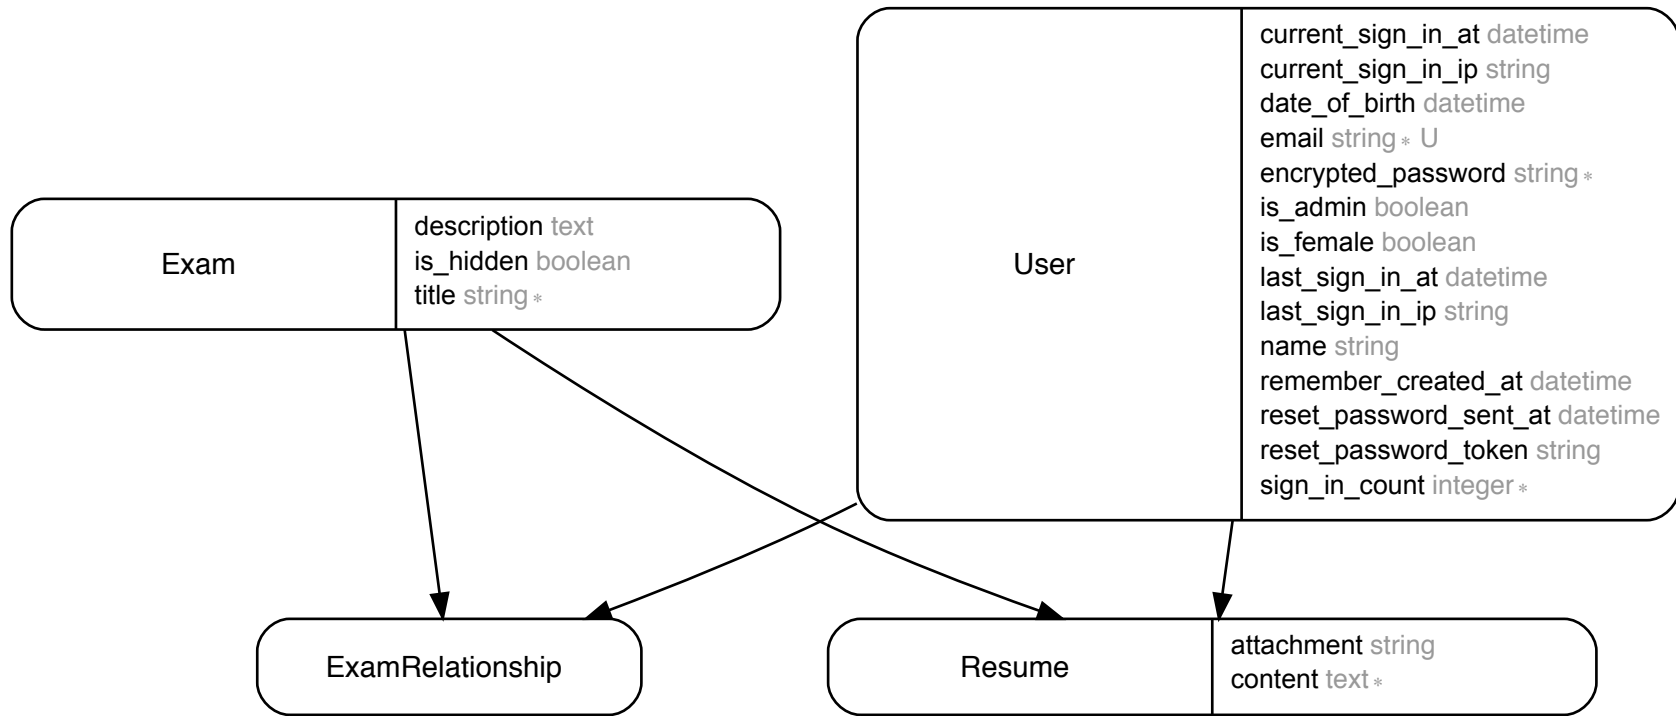 Exam
description text
is_hidden boolean
title string *
User
current_sign_in_at datetime
current_sign_in_ip string
date_of_birth datetime
email string * U
encrypted_password string *
is_admin boolean
is_female boolean
last_sign_in_at datetime
last_sign_in_ip string
name string
remember_created_at datetime
reset_password_sent_at datetime
reset_password_token string
sign_in_count integer *
ExamRelationship
Resume
attachment string
content text *